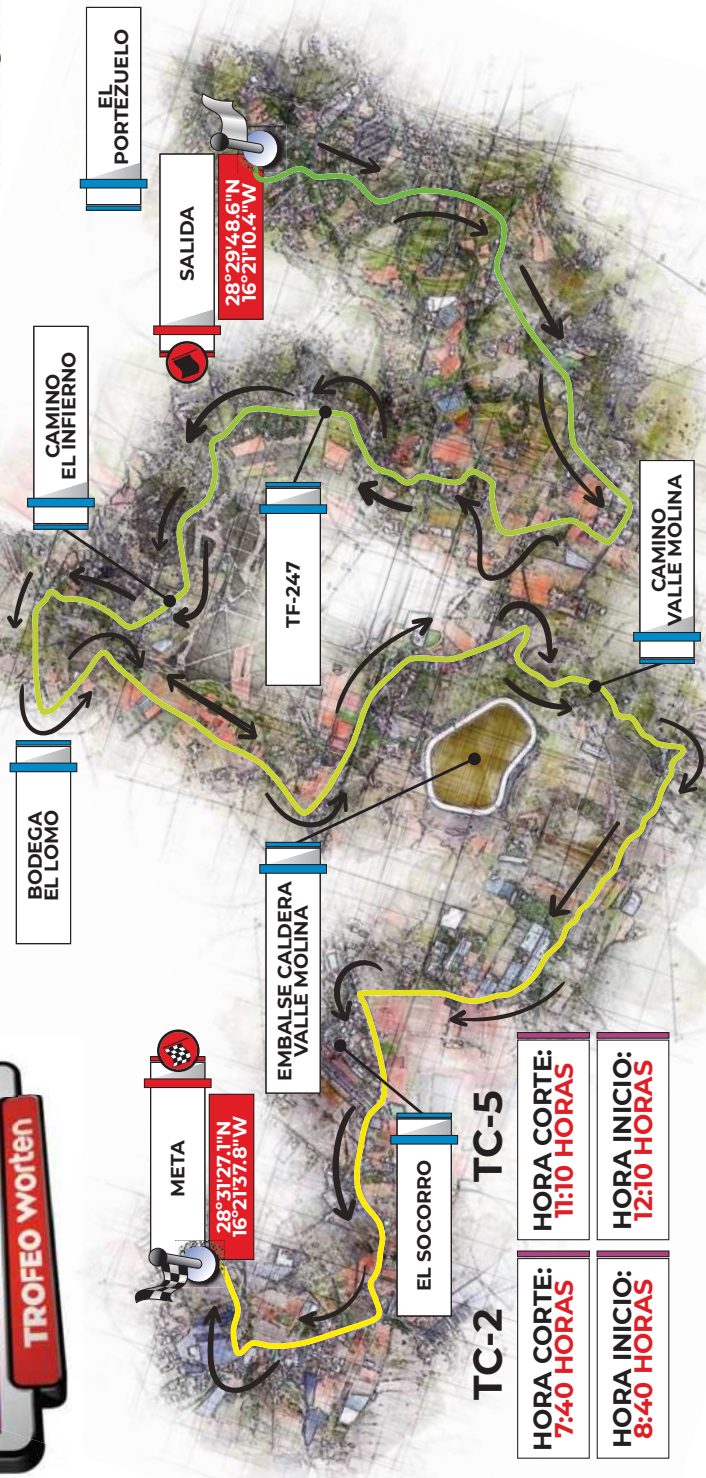 TROFEO worten
META
28°31'27.1"N
16°21'37.8"W
BODEGA
EL LOMO
CAMINO
EL INFIERNO
SALIDA
28°29'48.6"N
16°21'10.4"W
EL
PORTEZUELO
TF-247
EMBALSE CALDERA
VALLE MOLINA
EL SOCORRO
CAMINO
VALLE MOLINA
TC-2
HORA CORTE:
7:40 HORAS
HORA INICIO:
8:40 HORAS
TC-5
HORA CORTE:
11:10 HORAS
HORA INICIO:
12:10 HORAS